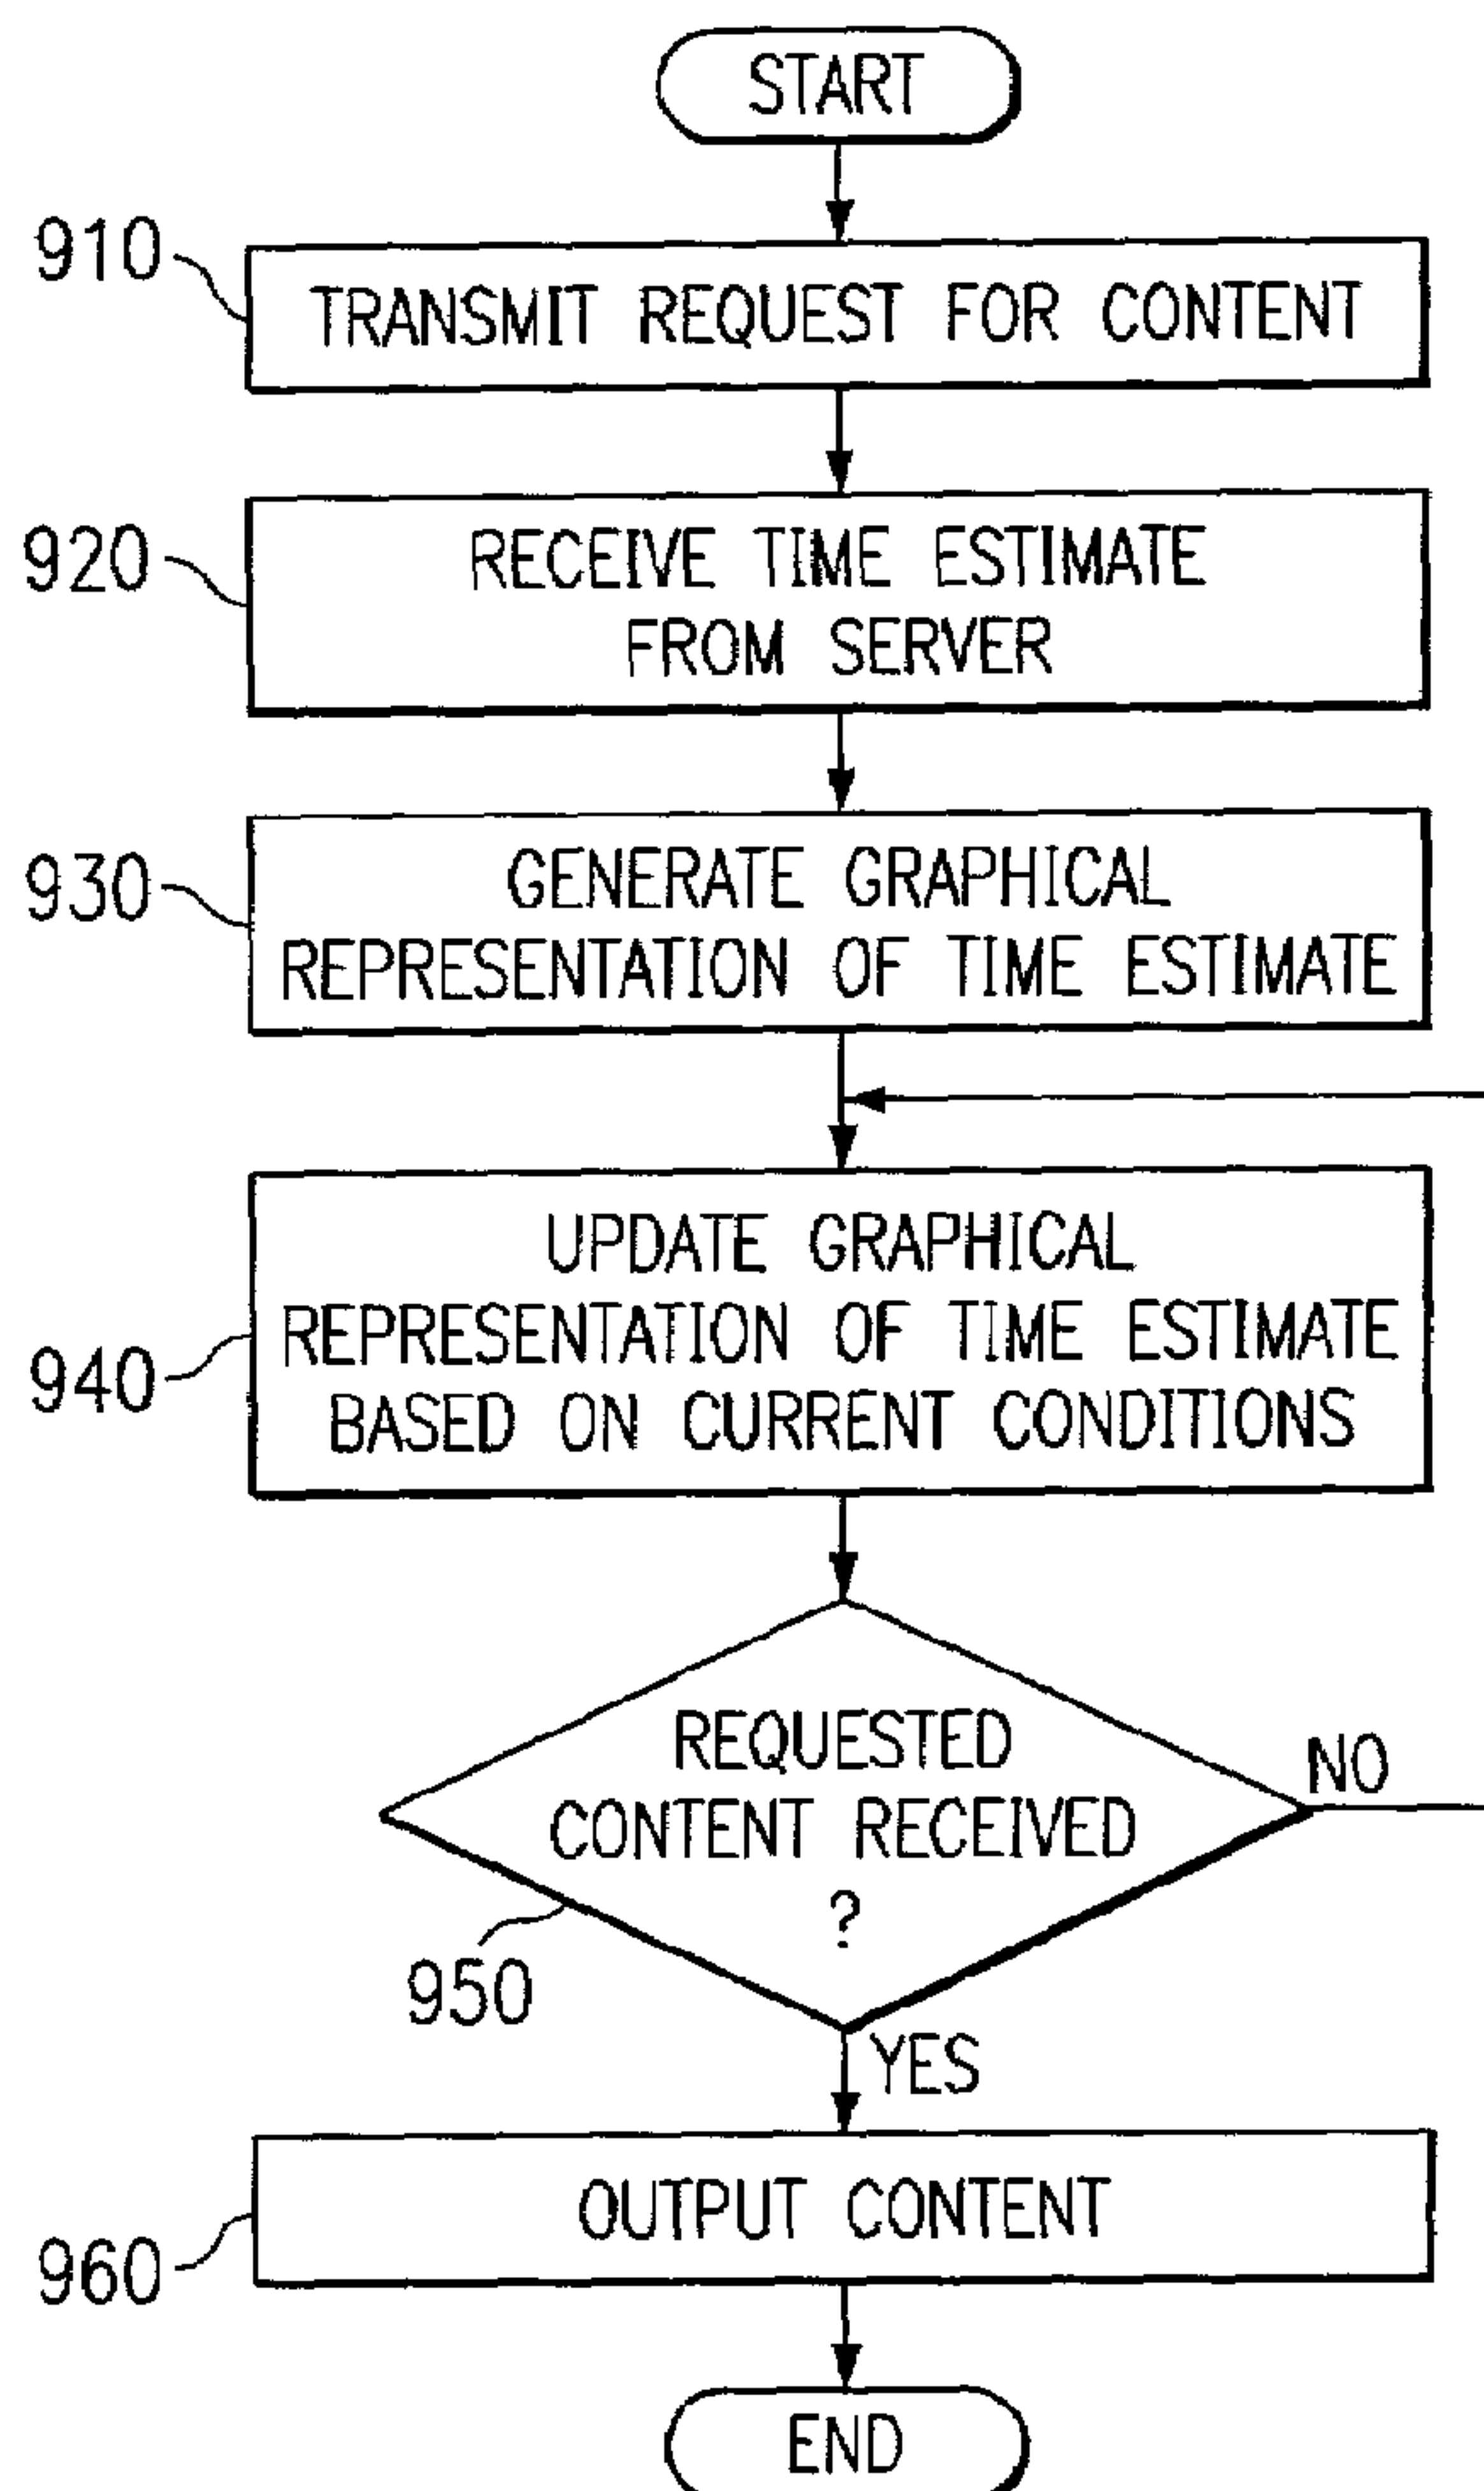 START
910
TRANSMIT REQUEST FOR CONTENT
920
RECEIVE TIME ESTIMATE
FROM SERVER
930
GENERATE GRAPHICAL
REPRESENTATION OF TIME ESTIMATE
940
UPDATE GRAPHICAL
REPRESENTATION OF TIME ESTIMATE
BASED ON CURRENT CONDITIONS
REQUESTED
CONTENT RECEIVED
?
NO
950
YES
OUTPUT CONTENT
960
END